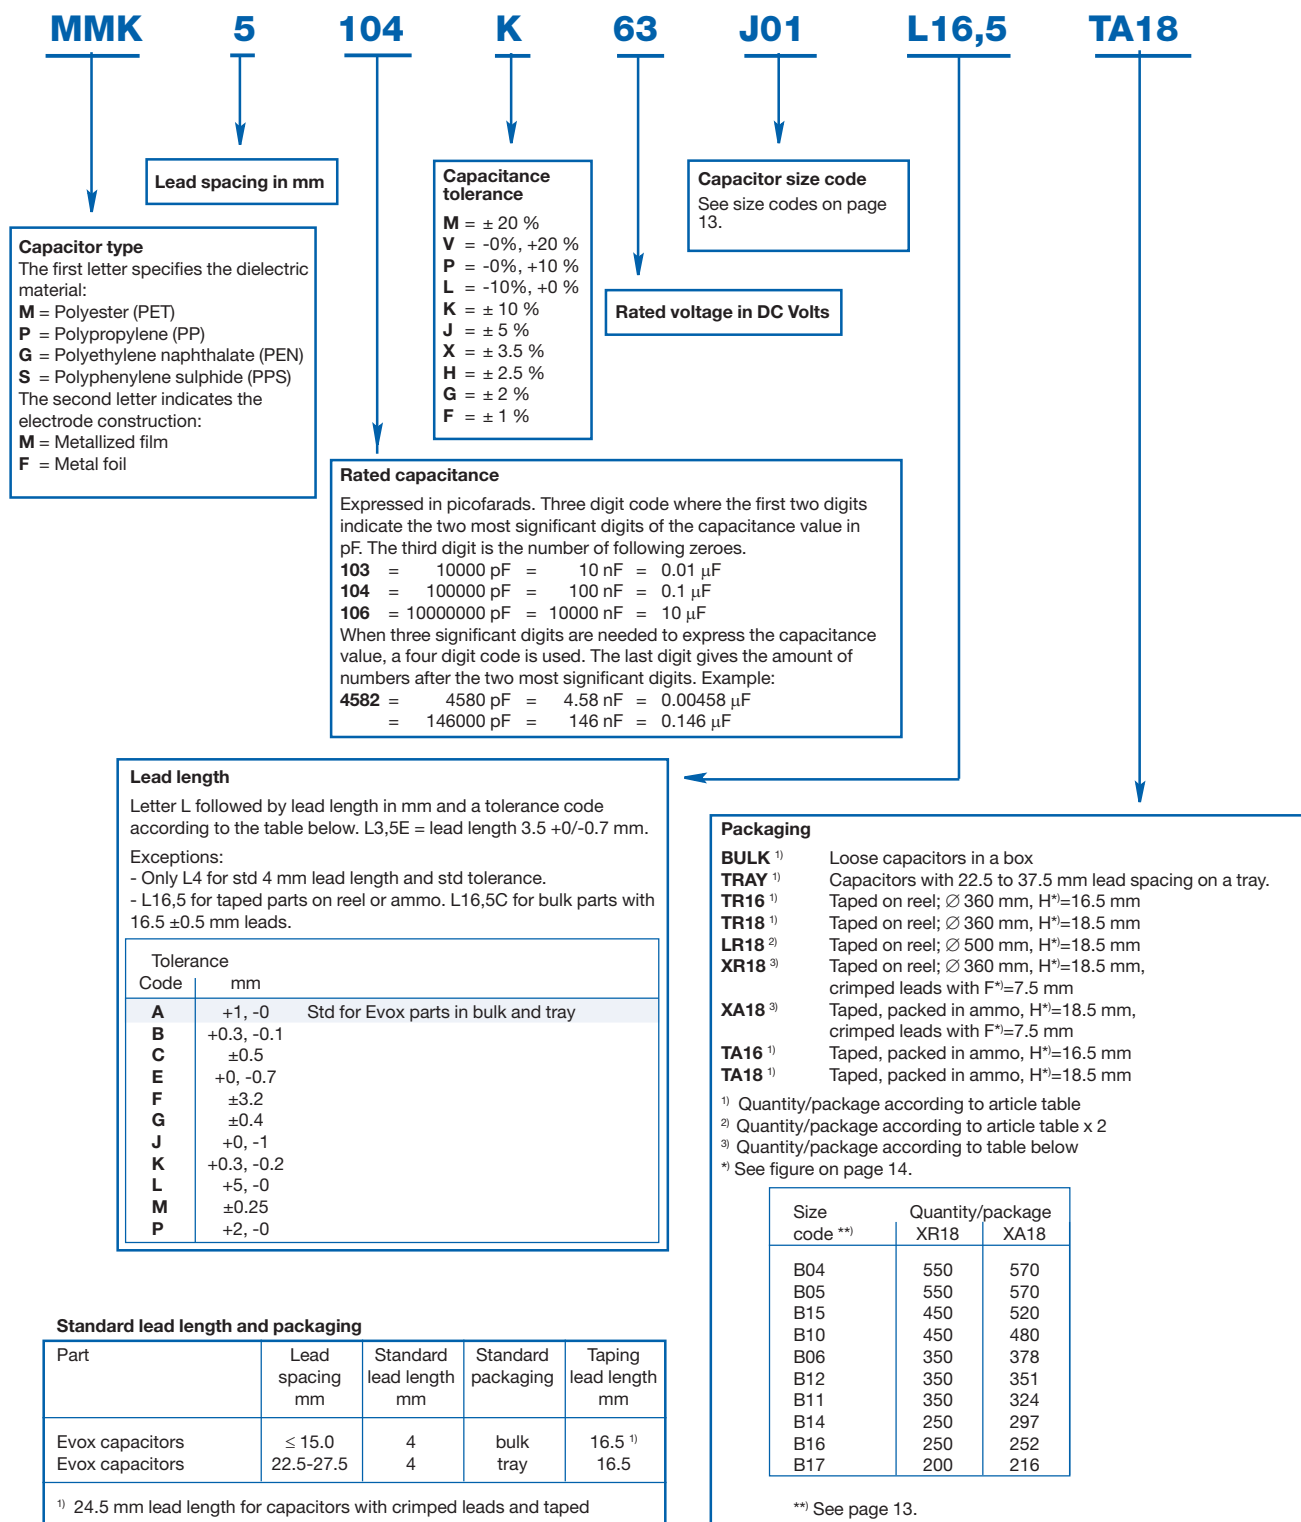 MMK 5 104 K 63 J01 L16,5 TA18
Lead spacing in mm
Capacitor type
The first letter specifies the dielectric
material:
M = Polyester (PET)
P = Polypropylene (PP)
G = Polyethylene naphthalate (PEN)
S = Polyphenylene sulphide (PPS)
The second letter indicates the
electrode construction:
M = Metallized film
F = Metal foil
Capacitance
tolerance
M = ± 20 %
V = -0%, +20 %
P = -0%, +10 %
L = -10%, +0 %
K = ± 10 %
J = ± 5 %
X = ± 3.5 %
H = ± 2.5 %
G = ± 2 %
F = ± 1 %
Rated voltage in DC Volts
Capacitor size code
See size codes on page
13.
Rated capacitance
Expressed in picofarads. Three digit code where the first two digits
indicate the two most significant digits of the capacitance value in
pF. The third digit is the number of following zeroes.
103 = 10000 pF = 10 nF = 0.01 µF
104 = 100000 pF = 100 nF = 0.1 µF
106 = 10000000 pF = 10000 nF = 10 µF
When three significant digits are needed to express the capacitance
value, a four digit code is used. The last digit gives the amount of
numbers after the two most significant digits. Example:
4582 = 4580 pF = 4.58 nF = 0.00458 µF
= 146000 pF = 146 nF = 0.146 µF
Lead length
Letter L followed by lead length in mm and a tolerance code
according to the table below. L3,5E = lead length 3.5 +0/-0.7 mm.
Exceptions:
- Only L4 for std 4 mm lead length and std tolerance.
- L16,5 for taped parts on reel or ammo. L16,5C for bulk parts with
16.5 ±0.5 mm leads.
Tolerance
Code mm
A +1, -0 Std for Evox parts in bulk and tray
B +0.3, -0.1
C ±0.5
E +0, -0.7
F ±3.2
G ±0.4
J +0, -1
K +0.3, -0.2
L +5, -0
M ±0.25
P +2, -0
Packaging
BULK 1) Loose capacitors in a box
TRAY 1) Capacitors with 22.5 to 37.5 mm lead spacing on a tray.
TR16 1) Taped on reel; ∅ 360 mm, H*)=16.5 mm
TR18 1) Taped on reel; ∅ 360 mm, H*)=18.5 mm
LR18 2) Taped on reel; ∅ 500 mm, H*)=18.5 mm
XR18 3) Taped on reel; ∅ 360 mm, H*)=18.5 mm,
crimped leads with F*)=7.5 mm
XA18 3) Taped, packed in ammo, H*)=18.5 mm,
crimped leads with F*)=7.5 mm
TA16 1) Taped, packed in ammo, H*)=16.5 mm
TA18 1) Taped, packed in ammo, H*)=18.5 mm
1) Quantity/package according to article table
2) Quantity/package according to article table x 2
3) Quantity/package according to table below
*) See figure on page 14.
Size Quantity/package
code **) XR18 XA18
B04 550 570
B05 550 570
B15 450 520
B10 450 480
B06 350 378
B12 350 351
B11 350 324
B14 250 297
B16 250 252
B17 200 216
**) See page 13.
Standard lead length and packaging
Part Lead Standard Standard Taping
spacing lead length packaging lead length
mm mm mm
Evox capacitors ≤ 15.0 4 bulk 16.5 1)
Evox capacitors 22.5-27.5 4 tray 16.5
1) 24.5 mm lead length for capacitors with crimped leads and taped